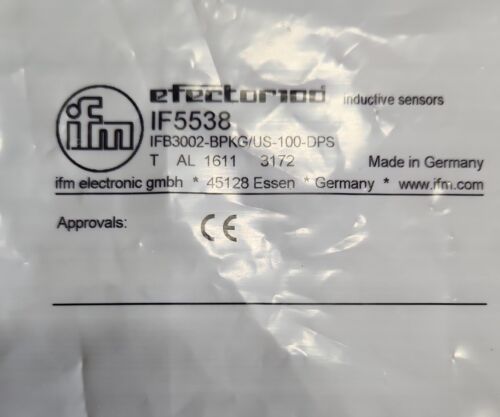 ifm efector100 inductive sensors
IF5538
IFB3002-BPKG/US-100-DPS
T AL 1611 3172 Made in Germany
ifm electronic gmbh * 45128 Essen * Germany * www.ifm.com
Approvals: CE